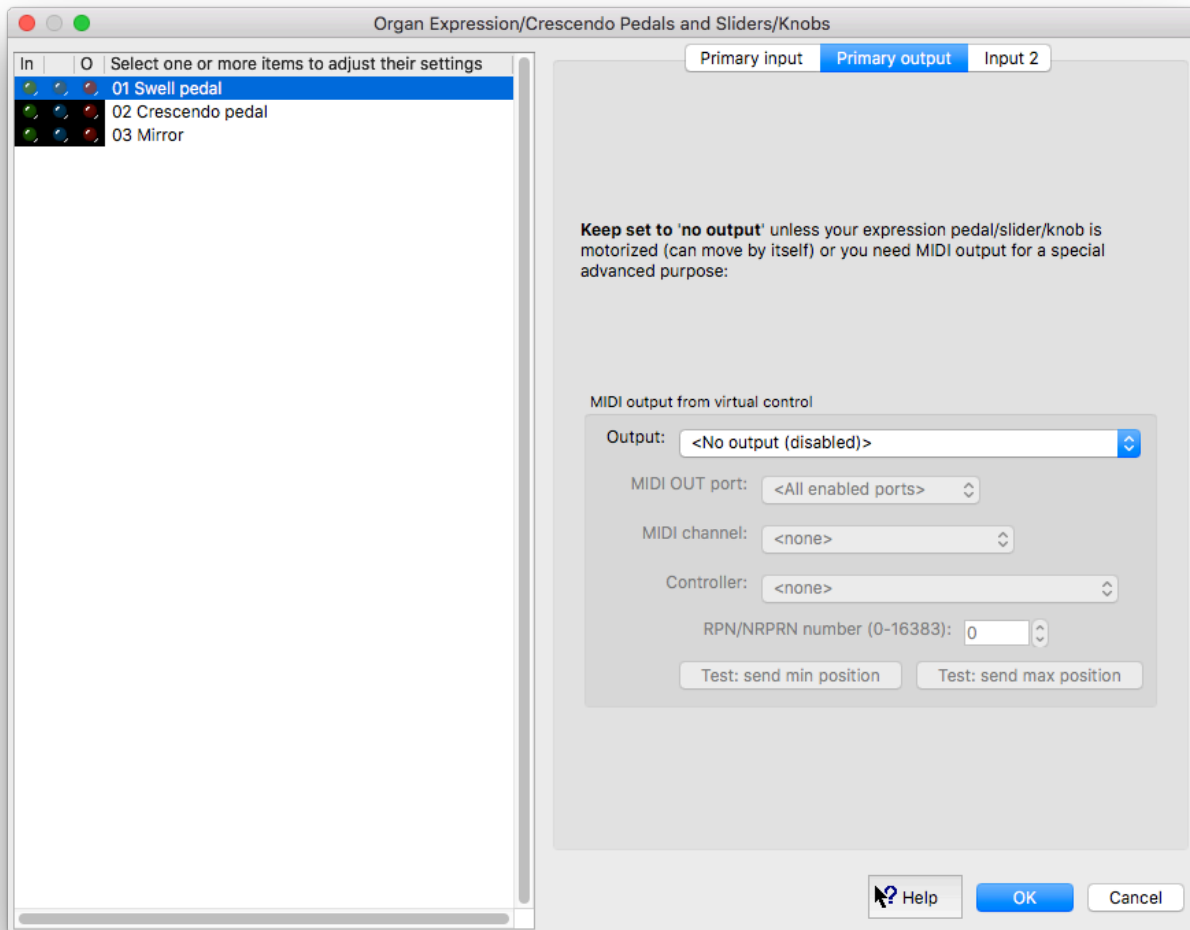 Organ Expression/Crescendo Pedals and Sliders/Knobs
In O Select one or more items to adjust their settings
01 Swell pedal
02 Crescendo pedal
03 Mirror
Primary input Primary output Input 2
Keep set to 'no output' unless your expression pedal/slider/knob is
motorized (can move by itself) or you need MIDI output for a special
advanced purpose:
MIDI output from virtual control
Output: <No output (disabled)>
MIDI OUT port: <All enabled ports>
MIDI channel: <none>
Controller: <none>
RPN/NRPRN number (0-16383): 0
Test: send min position Test: send max position
? Help OK Cancel